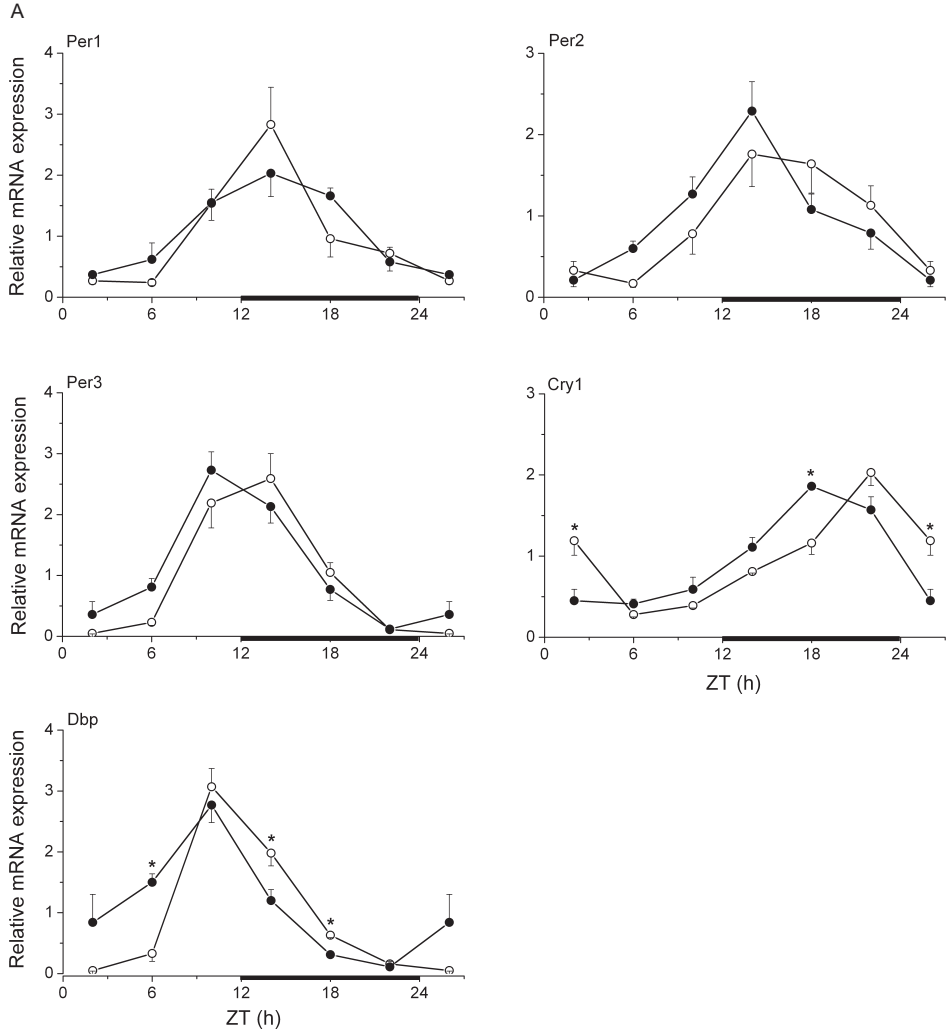 A
Per1
Relative mRNA expression
4
3
2
1
0
0 6 12 18 24
Per2
3
2
1
0
0 6 12 18 24
Per3
Relative mRNA expression
4
3
2
1
0
0 6 12 18 24
Cry1
3
2
1
0
* * *
0 6 12 18 24
ZT (h)
Dbp
Relative mRNA expression
4
3
2
1
0
* * *
0 6 12 18 24
ZT (h)